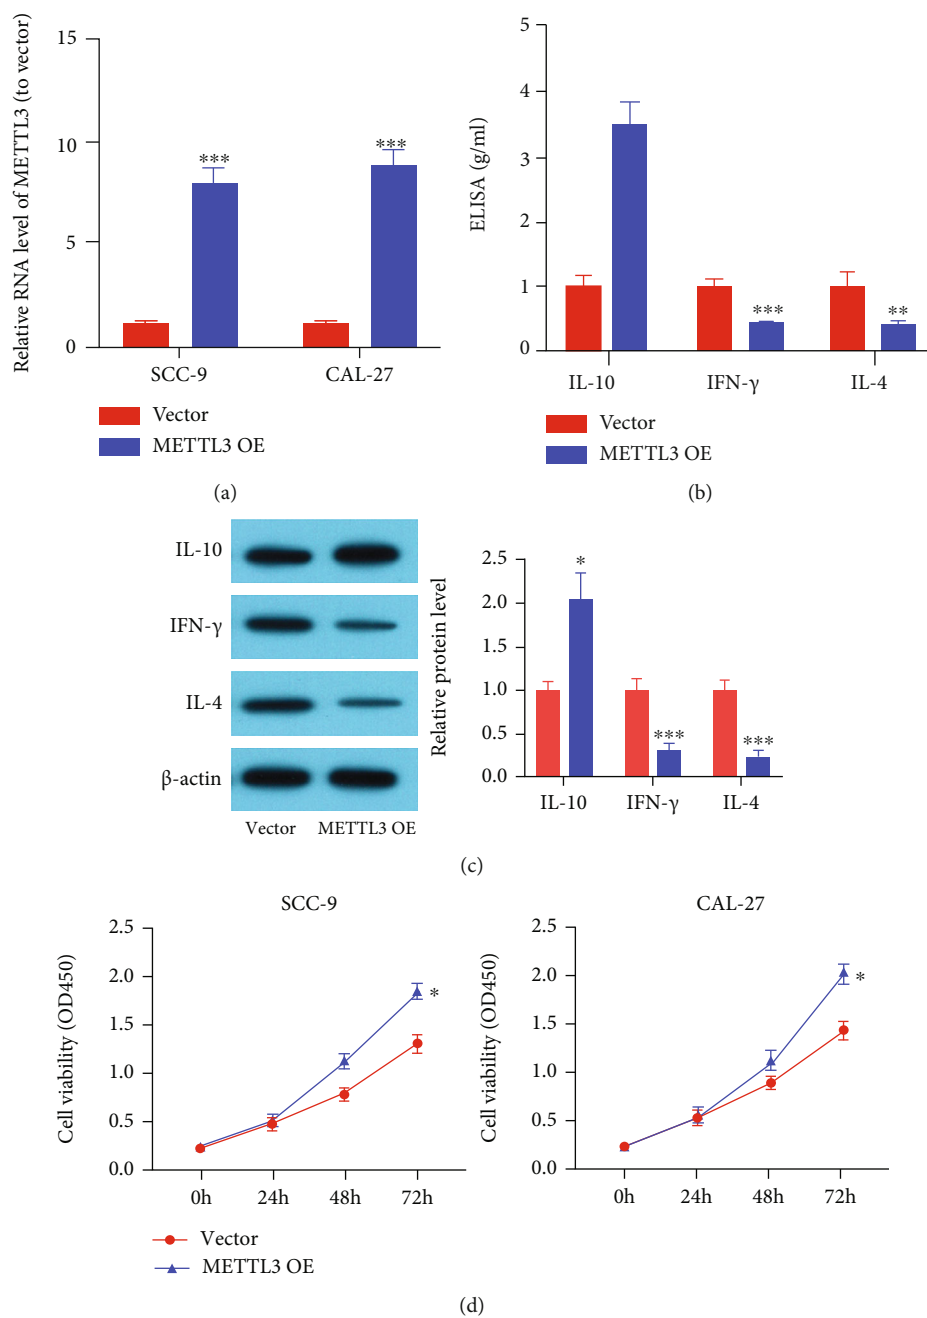 Relative RNA level of METTL3 (to vector)
15
10
5
0
***
***
SCC-9
CAL-27
Vector
METTL3 OE
(a)
ELISA (g/ml)
5
4
3
2
1
0
***
**
IL-10
IFN-γ
IL-4
Vector
METTL3 OE
(b)
IL-10
IFN-γ
IL-4
β-actin
Vector
METTL3 OE
Relative protein level
2.5
2.0
1.5
1.0
0.5
0.0
*
***
***
IL-10
IFN-γ
IL-4
(c)
SCC-9
Cell viability (OD450)
2.5
2.0
1.5
1.0
0.5
0.0
*
0h
24h
48h
72h
CAL-27
Cell viability (OD450)
2.5
2.0
1.5
1.0
0.5
0.0
*
0h
24h
48h
72h
Vector
METTL3 OE
(d)